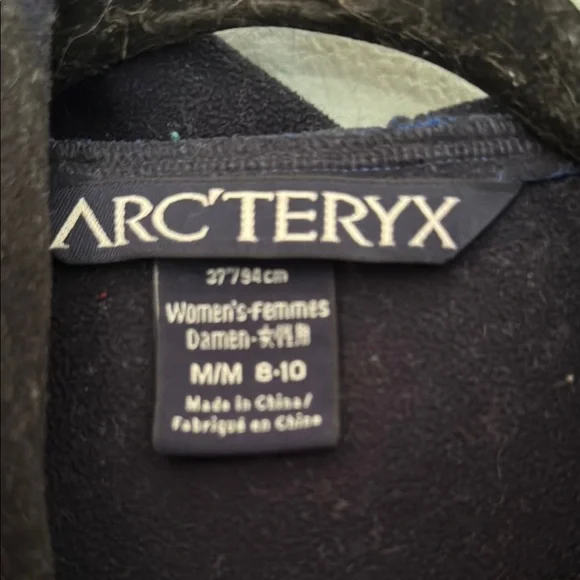 ARC'TERYX
37"/94cm
Women's-Femmes
Damen-女性用
M/M 8-10
Made in China/
Fabriqué en Chine